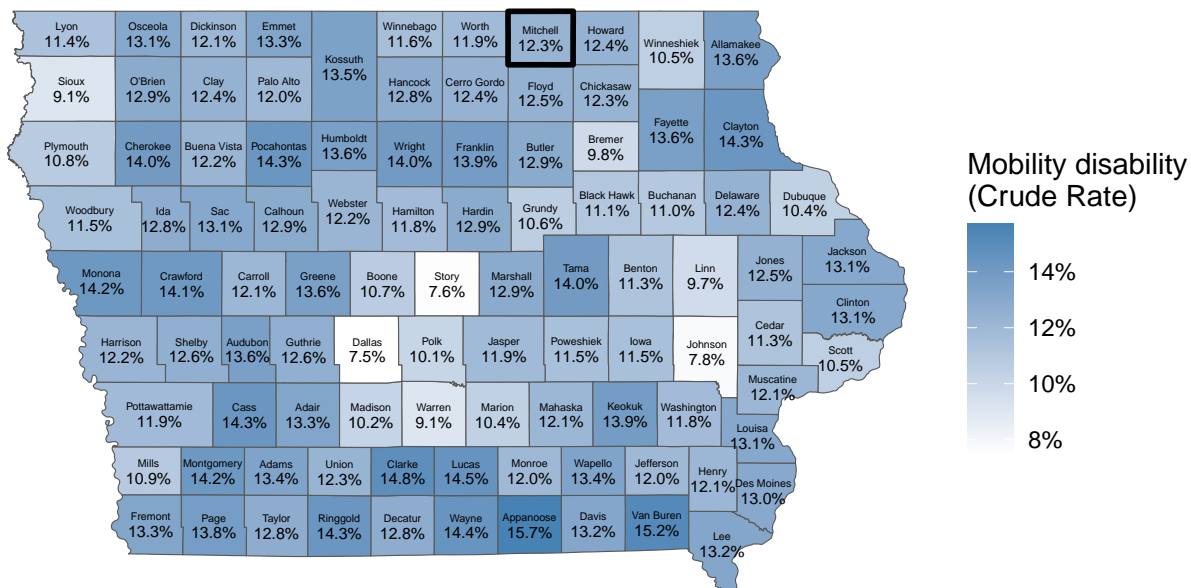 Lyon
11.4%
Osceola
13.1%
Dickinson
12.1%
Emmet
13.3%
Kossuth
13.5%
Winnebago
11.6%
Worth
11.9%
Mitchell
12.3%
Howard
12.4%
Winneshiek
10.5%
Allamakee
13.6%
Sioux
9.1%
O'Brien
12.9%
Clay
12.4%
Palo Alto
12.0%
Hancock
12.8%
Cerro Gordo
12.4%
Floyd
12.5%
Chickasaw
12.3%
Fayette
13.6%
Clayton
14.3%
Plymouth
10.8%
Cherokee
14.0%
Buena Vista
12.2%
Pocahontas
14.3%
Humboldt
13.6%
Wright
14.0%
Franklin
13.9%
Butler
12.9%
Bremer
9.8%
Woodbury
11.5%
Ida
12.8%
Sac
13.1%
Calhoun
12.9%
Webster
12.2%
Hamilton
11.8%
Hardin
12.9%
Grundy
10.6%
Black Hawk
11.1%
Buchanan
11.0%
Delaware
12.4%
Dubuque
10.4%
Monona
14.2%
Crawford
14.1%
Carroll
12.1%
Greene
13.6%
Boone
10.7%
Story
7.6%
Marshall
12.9%
Tama
14.0%
Benton
11.3%
Linn
9.7%
Jones
12.5%
Jackson
13.1%
Clinton
13.1%
Harrison
12.2%
Shelby
12.6%
Audubon
13.6%
Guthrie
12.6%
Dallas
7.5%
Polk
10.1%
Jasper
11.9%
Poweshiek
11.5%
Iowa
11.5%
Johnson
7.8%
Cedar
11.3%
Scott
10.5%
Muscatine
12.1%
Pottawattamie
11.9%
Cass
14.3%
Adair
13.3%
Madison
10.2%
Warren
9.1%
Marion
10.4%
Mahaska
12.1%
Keokuk
13.9%
Washington
11.8%
Louisa
13.1%
Mills
10.9%
Montgomery
14.2%
Adams
13.4%
Union
12.3%
Clarke
14.8%
Lucas
14.5%
Monroe
12.0%
Wapello
13.4%
Jefferson
12.0%
Henry
12.1%
Des Moines
13.0%
Fremont
13.3%
Page
13.8%
Taylor
12.8%
Ringgold
14.3%
Decatur
12.8%
Wayne
14.4%
Appanoose
15.7%
Davis
13.2%
Van Buren
15.2%
Lee
13.2%
Mobility disability
(Crude Rate)
14%
12%
10%
8%